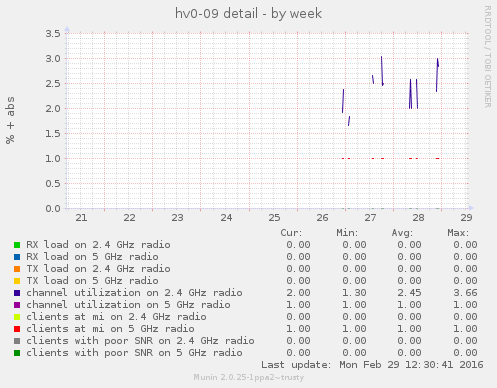 hv0-09 detail - by week
RRDTOOL / TOBI OETIKER
% + abs
3.5
3.0
2.5
2.0
1.5
1.0
0.5
0.0
21 22 23 24 25 26 27 28 29
Cur: Min: Avg: Max:
RX load on 2.4 GHz radio 0.00 0.00 0.00 0.00
RX load on 5 GHz radio 0.00 0.00 0.00 0.00
TX load on 2.4 GHz radio 0.00 0.00 0.00 0.00
TX load on 5 GHz radio 0.00 0.00 0.00 0.00
channel utilization on 2.4 GHz radio 2.00 1.30 2.45 3.66
channel utilization on 5 GHz radio 1.00 1.00 1.00 1.00
clients at mi on 2.4 GHz radio 0.00 0.00 0.00 0.00
clients at mi on 5 GHz radio 1.00 1.00 1.00 1.00
clients with poor SNR on 2.4 GHz radio 0.00 0.00 0.00 0.00
clients with poor SNR on 5 GHz radio 0.00 0.00 0.00 0.00
Last update: Mon Feb 29 12:30:41 2016
Munin 2.0.25-1ppa2~trusty